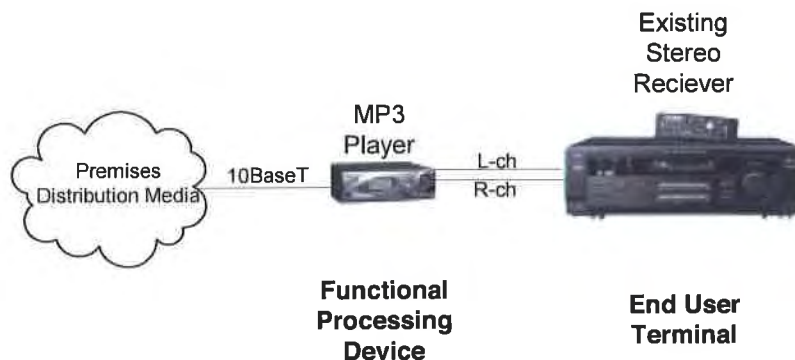 Existing
Stereo
Reciever
MP3
Player
Premises
Distribution Media
10BaseT
L-ch
R-ch
Functional
Processing
Device
End User
Terminal